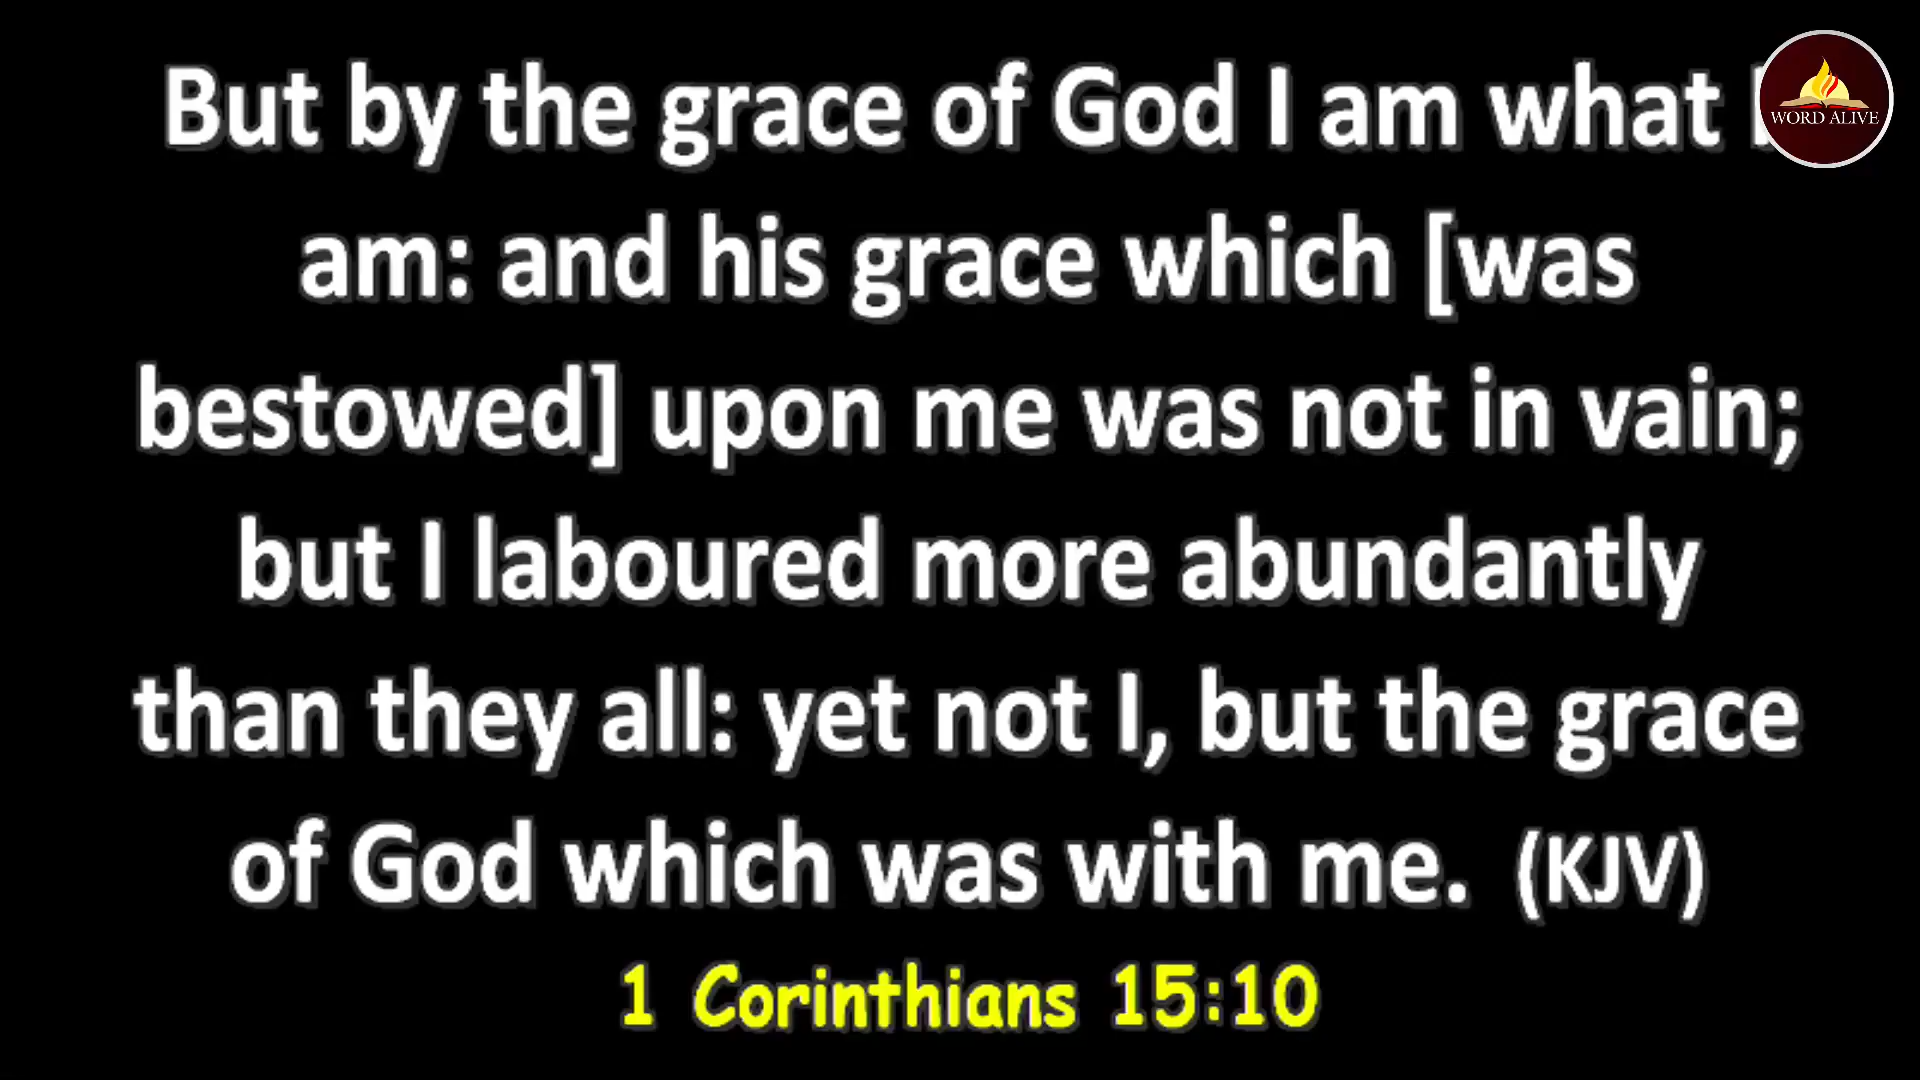 But by the grace of God I am what I
am: and his grace which [was
bestowed] upon me was not in vain;
but I laboured more abundantly
than they all: yet not I, but the grace
of God which was with me. (KJV)
1 Corinthians 15:10
WORD ALIVE